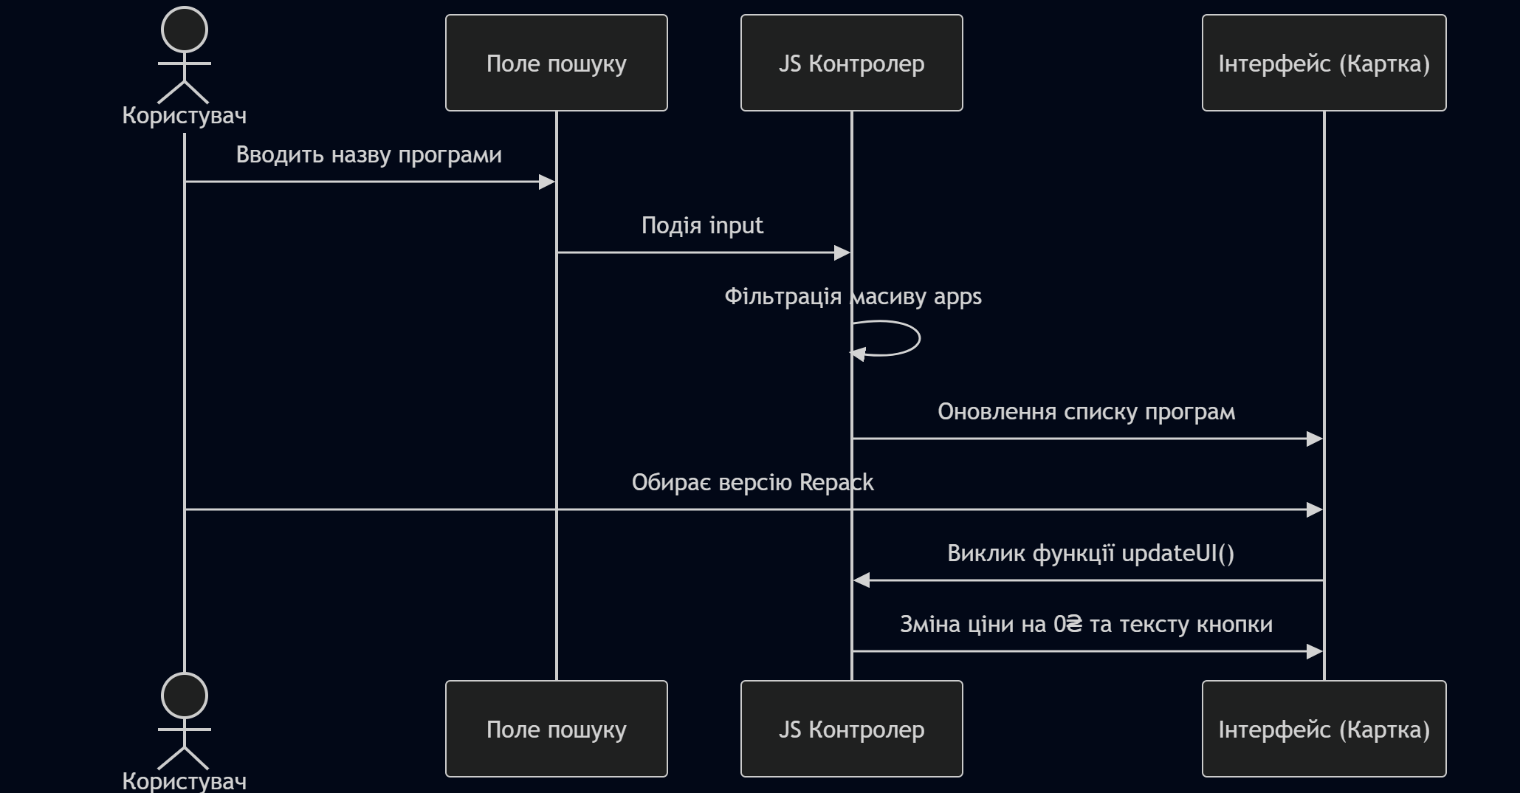 Поле пошуку
JS Контролер
Інтерфейс (Картка)
Користувач
Вводить назву програми
Подія input
Фільтрація масиву apps
Оновлення списку програм
Обирає версію Repack
Виклик функції updateUI()
Зміна ціни на 0₴ та тексту кнопки
Поле пошуку
JS Контролер
Інтерфейс (Картка)
Користувач